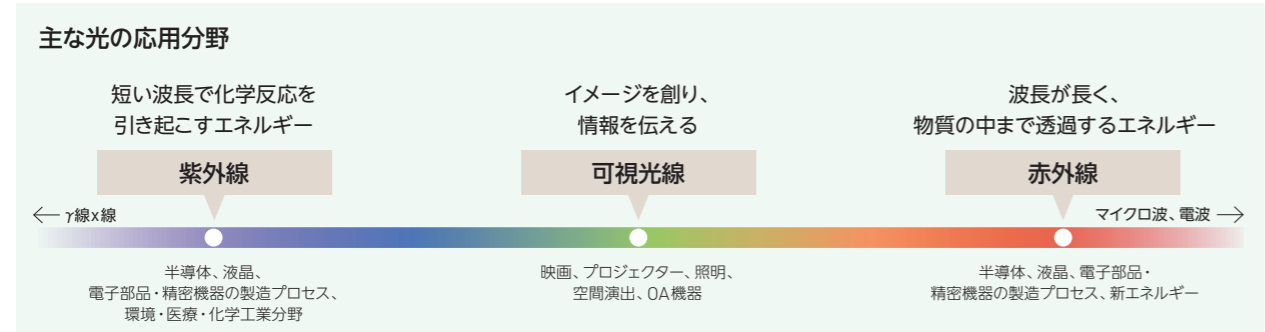 主な光の応用分野
短い波長で化学反応を
引き起こすエネルギー
イメージを創り、
情報を伝える
波長が長く、
物質の中まで透過するエネルギー
紫外線
可視光線
赤外線
← γ線x線
マイクロ波、電波 →
半導体、液晶、
電子部品・精密機器の製造プロセス、
環境・医療・化学工業分野
映画、プロジェクター、照明、
空間演出、OA機器
半導体、液晶、電子部品・
精密機器の製造プロセス、新エネルギー